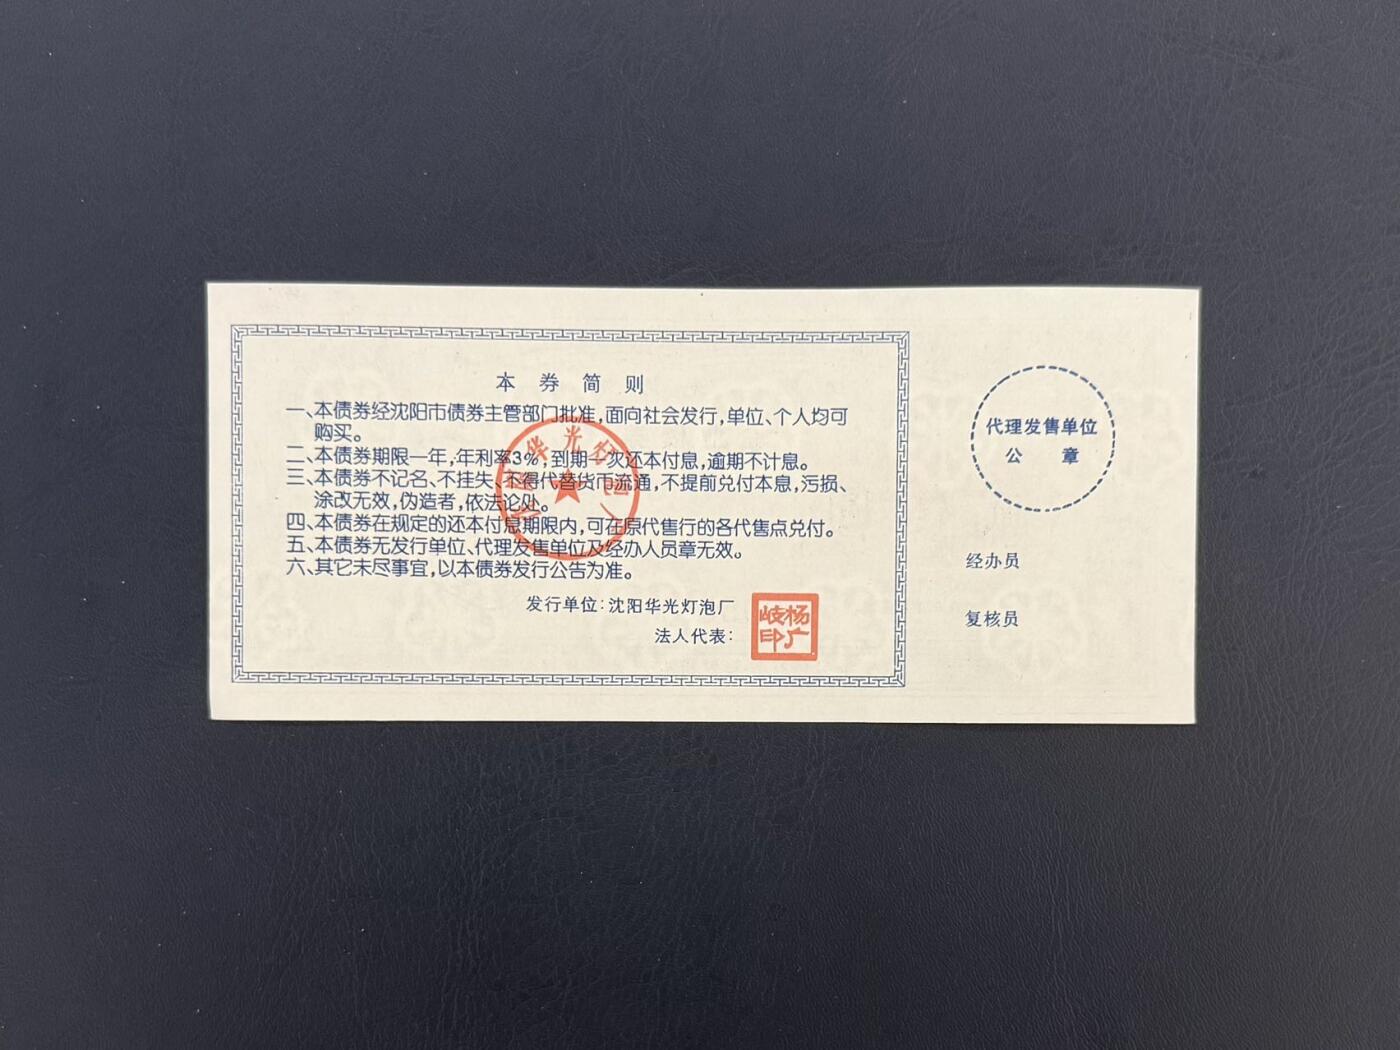 本券简则
一、本债券经沈阳市债券主管部门批准,面向社会发行,单位、个人均可
购买。
二、本债券期限一年,年利率3%,到期一次还本付息,逾期不计息。
三、本债券不记名、不挂失、不得代替货币流通,不提前兑付本息,污损、
涂改无效,伪造者,依法论处。
四、本债券在规定的还本付息期限内,可在原代售行的各代售点兑付。
五、本债券无发行单位、代理发售单位及经办人员章无效。
六、其它未尽事宜,以本债券发行公告为准。
发行单位:沈阳华光灯泡厂
法人代表:
杨广岐印
沈阳华光灯泡厂
代理发售单位
公章
经办员
复核员